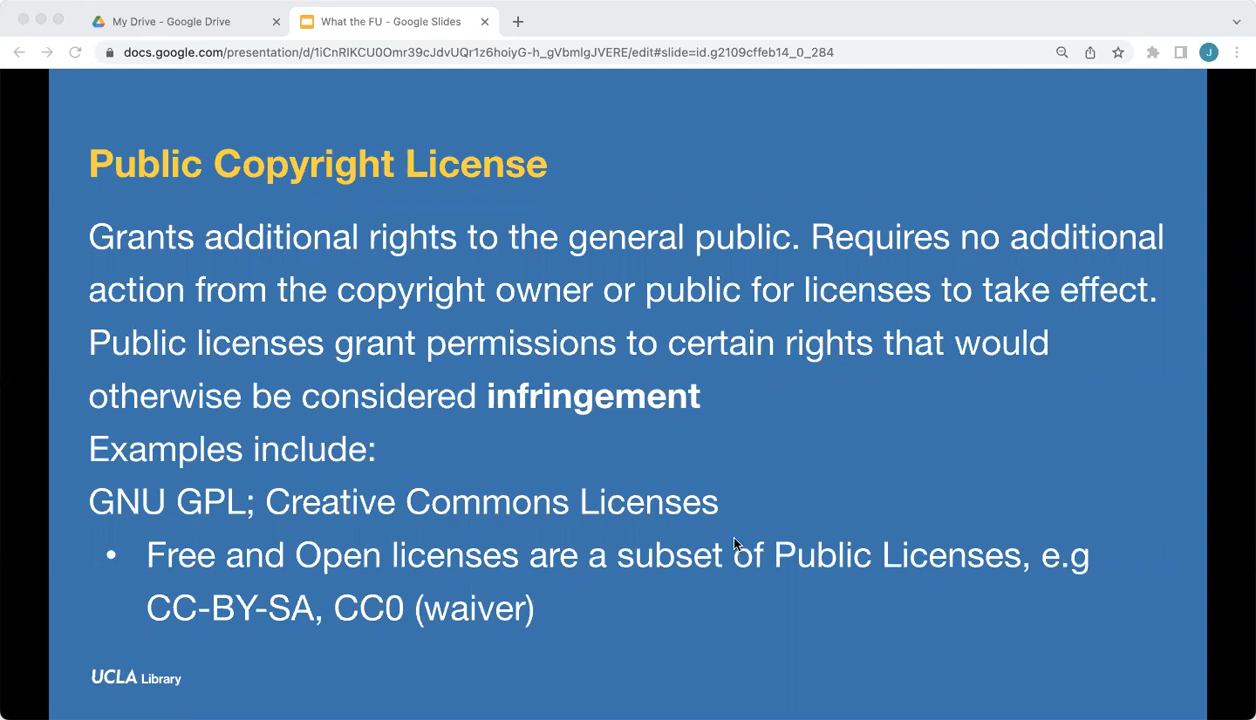 My Drive - Google Drive
What the FU - Google Slides
docs.google.com/presentation/d/1iCnRIKCU0Omr39cJdvUQr1z6hoiyG-h_gVbmlgJVERE/edit#slide=id.g2109cffeb14_0_284
J
Public Copyright License
Grants additional rights to the general public. Requires no additional
action from the copyright owner or public for licenses to take effect.
Public licenses grant permissions to certain rights that would
otherwise be considered infringement
Examples include:
GNU GPL; Creative Commons Licenses
• Free and Open licenses are a subset of Public Licenses, e.g
CC-BY-SA, CC0 (waiver)
UCLA Library